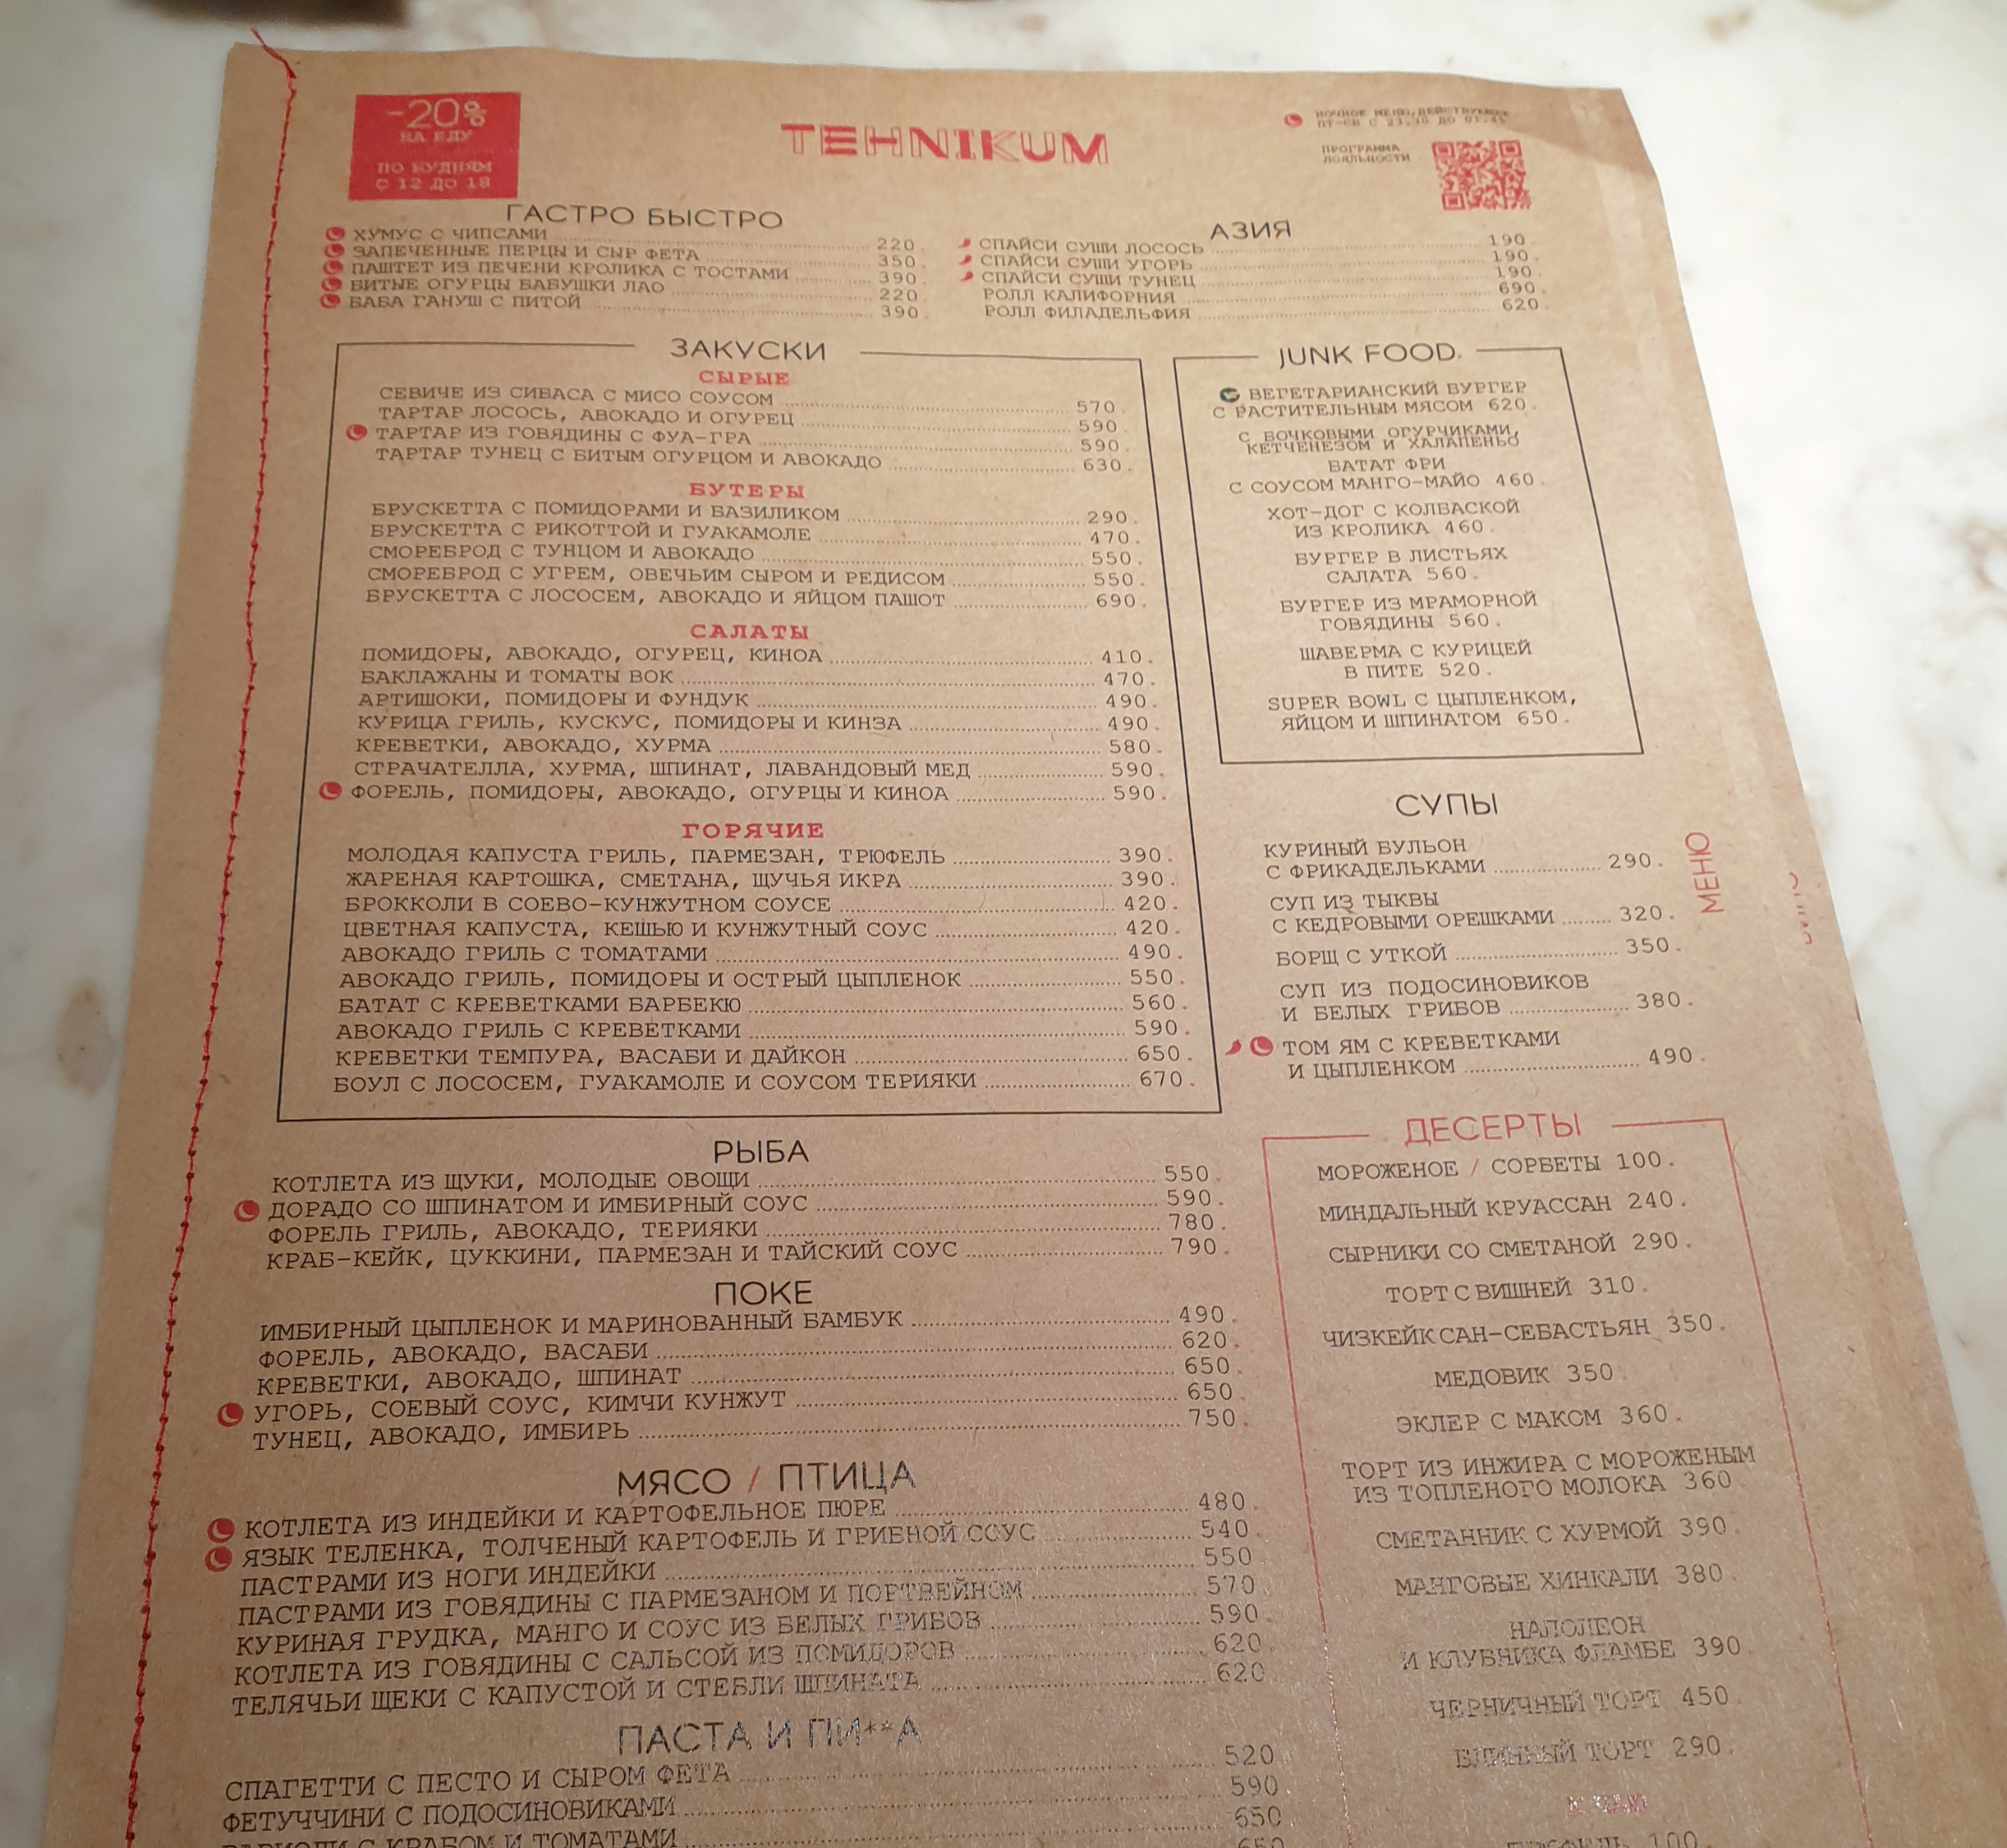 -20%
НА ЕДУ
ПО БУДНЯМ
С 12 ДО 18
TEHNIKUM
НОЧНОЕ МЕНЮ, ДЕЙСТВУЮЩЕЕ
ПТ-СБ С 23.30 ДО 01.45
ПРОГРАММА
ЛОЯЛЬНОСТИ
ГАСТРО БЫСТРО
ХУМУС С ЧИПСАМИ 220.
ЗАПЕЧЕННЫЕ ПЕРЦЫ И СЫР ФЕТА 350.
ПАШТЕТ ИЗ ПЕЧЕНИ КРОЛИКА С ТОСТАМИ 390.
БИТЫЕ ОГУРЦЫ БАБУШКИ ЛАО 220.
БАБА ГАНУШ С ПИТОЙ 390.
АЗИЯ
СПАЙСИ СУШИ ЛОСОСЬ 190.
СПАЙСИ СУШИ УГОРЬ 190.
СПАЙСИ СУШИ ТУНЕЦ 190.
РОЛЛ КАЛИФОРНИЯ 690.
РОЛЛ ФИЛАДЕЛЬФИЯ 620.
ЗАКУСКИ
СЫРЫЕ
СЕВИЧЕ ИЗ СИБАСА С МИСО СОУСОМ 570.
ТАРТАР ЛОСОСЬ, АВОКАДО И ОГУРЕЦ 590.
ТАРТАР ИЗ ГОВЯДИНЫ С ФУА-ГРА 590.
ТАРТАР ТУНЕЦ С БИТЫМ ОГУРЦОМ И АВОКАДО 630.
БУТЕРЫ
БРУСКЕТТА С ПОМИДОРАМИ И БАЗИЛИКОМ 290.
БРУСКЕТТА С РИКОТТОЙ И ГУАКАМОЛЕ 470.
СМОРЕБРОД С ТУНЦОМ И АВОКАДО 550.
СМОРЕБРОД С УГРЕМ, ОВЕЧЬИМ СЫРОМ И РЕДИСОМ 550.
БРУСКЕТТА С ЛОСОСЕМ, АВОКАДО И ЯЙЦОМ ПАШОТ 690.
САЛАТЫ
ПОМИДОРЫ, АВОКАДО, ОГУРЕЦ, КИНОА 410.
БАКЛАЖАНЫ И ТОМАТЫ ВОК 470.
АРТИШОКИ, ПОМИДОРЫ И ФУНДУК 490.
КУРИЦА ГРИЛЬ, КУСКУС, ПОМИДОРЫ И КИНЗА 490.
КРЕВЕТКИ, АВОКАДО, ХУРМА 580.
СТРАЧАТЕЛЛА, ХУРМА, ШПИНАТ, ЛАВАНДОВЫЙ МЕД 590.
ФОРЕЛЬ, ПОМИДОРЫ, АВОКАДО, ОГУРЦЫ И КИНОА 590.
ГОРЯЧИЕ
МОЛОДАЯ КАПУСТА ГРИЛЬ, ПАРМЕЗАН, ТРЮФЕЛЬ 390.
ЖАРЕНАЯ КАРТОШКА, СМЕТАНА, ЩУЧЬЯ ИКРА 390.
БРОККОЛИ В СОЕВО-КУНЖУТНОМ СОУСЕ 420.
ЦВЕТНАЯ КАПУСТА, КЕШЬЮ И КУНЖУТНЫЙ СОУС 420.
АВОКАДО ГРИЛЬ С ТОМАТАМИ 490.
АВОКАДО ГРИЛЬ, ПОМИДОРЫ И ОСТРЫЙ ЦЫПЛЕНОК 550.
БАТАТ С КРЕВЕТКАМИ БАРБЕКЮ 560.
АВОКАДО ГРИЛЬ С КРЕВЕТКАМИ 590.
КРЕВЕТКИ ТЕМПУРА, ВАСАБИ И ДАЙКОН 650.
БОУЛ С ЛОСОСЕМ, ГУАКАМОЛЕ И СОУСОМ ТЕРИЯКИ 670.
JUNK FOOD
ВЕГЕТАРИАНСКИЙ БУРГЕР
С РАСТИТЕЛЬНЫМ МЯСОМ 620.
С БОЧКОВЫМИ ОГУРЧИКАМИ,
КЕТЧЕНЕЗОМ И ХАЛАПЕНЬО
БАТАТ ФРИ
С СОУСОМ МАНГО-МАЙО 460.
ХОТ-ДОГ С КОЛБАСКОЙ
ИЗ КРОЛИКА 460.
БУРГЕР В ЛИСТЬЯХ
САЛАТА 560.
БУРГЕР ИЗ МРАМОРНОЙ
ГОВЯДИНЫ 560.
ШАВЕРМА С КУРИЦЕЙ
В ПИТЕ 520.
SUPER BOWL С ЦЫПЛЕНКОМ,
ЯЙЦОМ И ШПИНАТОМ 650.
СУПЫ
КУРИНЫЙ БУЛЬОН
С ФРИКАДЕЛЬКАМИ 290.
СУП ИЗ ТЫКВЫ
С КЕДРОВЫМИ ОРЕШКАМИ 320.
БОРЩ С УТКОЙ 350.
СУП ИЗ ПОДОСИНОВИКОВ
И БЕЛЫХ ГРИБОВ 380.
ТОМ ЯМ С КРЕВЕТКАМИ
И ЦЫПЛЕНКОМ 490.
МЕНЮ
РЫБА
КОТЛЕТА ИЗ ЩУКИ, МОЛОДЫЕ ОВОЩИ 550.
ДОРАДО СО ШПИНАТОМ И ИМБИРНЫЙ СОУС 590.
ФОРЕЛЬ ГРИЛЬ, АВОКАДО, ТЕРИЯКИ 780.
КРАБ-КЕЙК, ЦУККИНИ, ПАРМЕЗАН И ТАЙСКИЙ СОУС 790.
ПОКЕ
ИМБИРНЫЙ ЦЫПЛЕНОК И МАРИНОВАННЫЙ БАМБУК 490.
ФОРЕЛЬ, АВОКАДО, ВАСАБИ 620.
КРЕВЕТКИ, АВОКАДО, ШПИНАТ 650.
УГОРЬ, СОЕВЫЙ СОУС, КИМЧИ КУНЖУТ 650.
ТУНЕЦ, АВОКАДО, ИМБИРЬ 750.
МЯСО / ПТИЦА
КОТЛЕТА ИЗ ИНДЕЙКИ И КАРТОФЕЛЬНОЕ ПЮРЕ 480.
ЯЗЫК ТЕЛЕНКА, ТОЛЧЕНЫЙ КАРТОФЕЛЬ И ГРИБНОЙ СОУС 540.
ПАСТРАМИ ИЗ НОГИ ИНДЕЙКИ 550
ПАСТРАМИ ИЗ ГОВЯДИНЫ С ПАРМЕЗАНОМ И ПОРТВЕЙНОМ 570.
КУРИНАЯ ГРУДКА, МАНГО И СОУС ИЗ БЕЛЫХ ГРИБОВ 590.
КОТЛЕТА ИЗ ГОВЯДИНЫ С САЛЬСОЙ ИЗ ПОМИДОРОВ 620.
ТЕЛЯЧЬИ ЩЕКИ С КАПУСТОЙ И СТЕБЛИ ШПИНАТА 620.
ПАСТА И ПИ**А
СПАГЕТТИ С ПЕСТО И СЫРОМ ФЕТА 520.
ФЕТУЧЧИНИ С ПОДОСИНОВИКАМИ 590.
РАВИОЛИ С КРАБОМ И ТОМАТАМИ 650
650
ДЕСЕРТЫ
МОРОЖЕНОЕ / СОРБЕТЫ 100.
МИНДАЛЬНЫЙ КРУАССАН 240.
СЫРНИКИ СО СМЕТАНОЙ 290.
ТОРТ С ВИШНЕЙ 310.
ЧИЗКЕЙК САН-СЕБАСТЬЯН 350.
МЕДОВИК 350.
ЭКЛЕР С МАКОМ 360.
ТОРТ ИЗ ИНЖИРА С МОРОЖЕНЫМ
ИЗ ТОПЛЕНОГО МОЛОКА 360.
СМЕТАННИК С ХУРМОЙ 390.
МАНГОВЫЕ ХИНКАЛИ 380.
НАПОЛЕОН
И КЛУБНИКА ФЛАМБЕ 390.
ЧЕРНИЧНЫЙ ТОРТ 450.
БЛИННЫЙ ТОРТ 290.
К ЧАЮ
100.